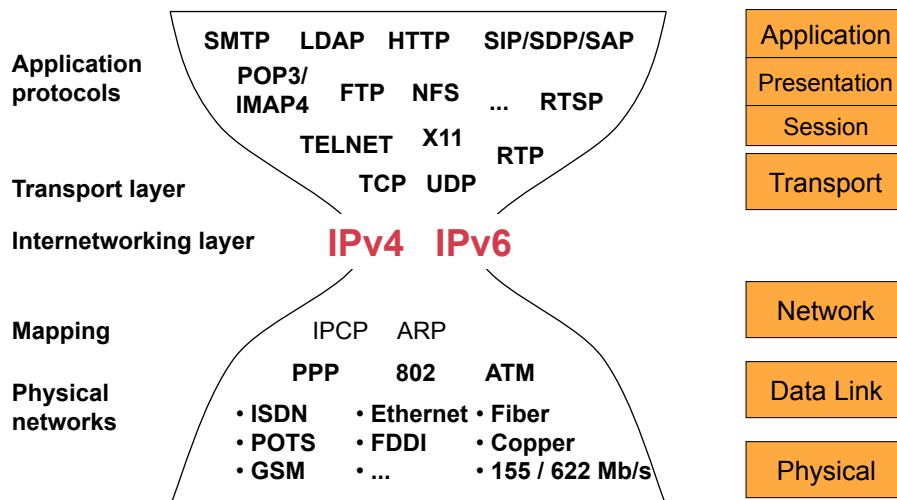 SMTP LDAP HTTP SIP/SDP/SAP
Application
protocols
POP3/
IMAP4 FTP NFS ... RTSP
TELNET X11 RTP
Transport layer TCP UDP
Internetworking layer IPv4 IPv6
Mapping IPCP ARP
Physical
networks
PPP 802 ATM
• ISDN • Ethernet • Fiber
• POTS • FDDI • Copper
• GSM • ... • 155 / 622 Mb/s
Application
Presentation
Session
Transport
Network
Data Link
Physical